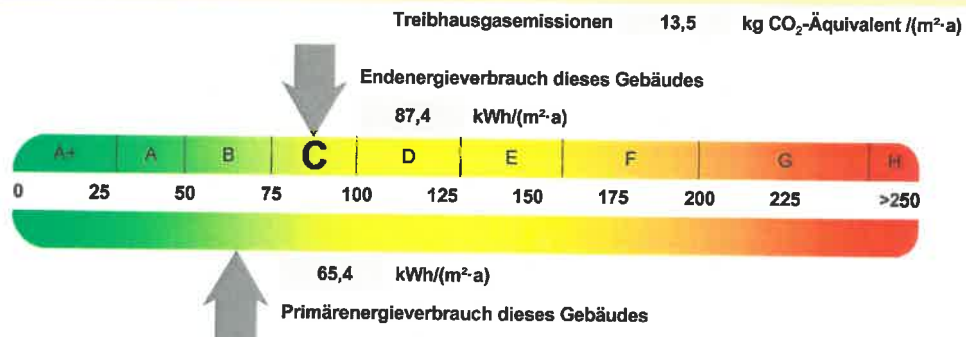 Treibhausgasemissionen 13,5 kg CO₂-Äquivalent /(m²·a)
Endenergieverbrauch dieses Gebäudes
87,4 kWh/(m²·a)
A+ A B C D E F G H
0 25 50 75 100 125 150 175 200 225 >250
65,4 kWh/(m²·a)
Primärenergieverbrauch dieses Gebäudes